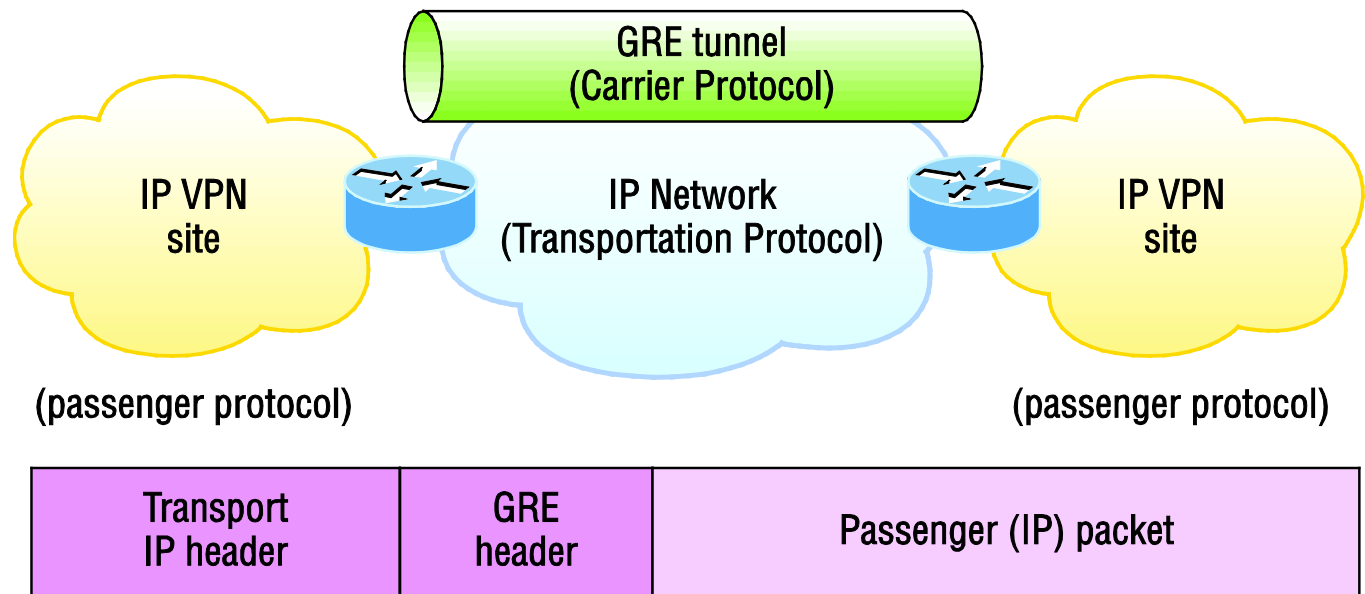 GRE tunnel
(Carrier Protocol)
IP VPN
site
IP Network
(Transportation Protocol)
IP VPN
site
(passenger protocol)
(passenger protocol)
Transport
IP header
GRE
header
Passenger (IP) packet